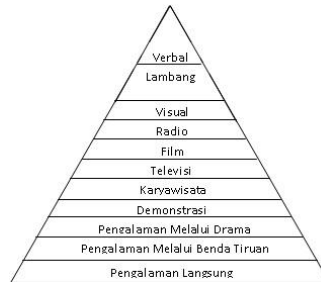 Verbal
Lambang
Visual
Radio
Film
Televisi
Karyawisata
Demonstrasi
Pengalaman Melalui Drama
Pengalaman Melalui Benda Tiruan
Pengalaman Langsung